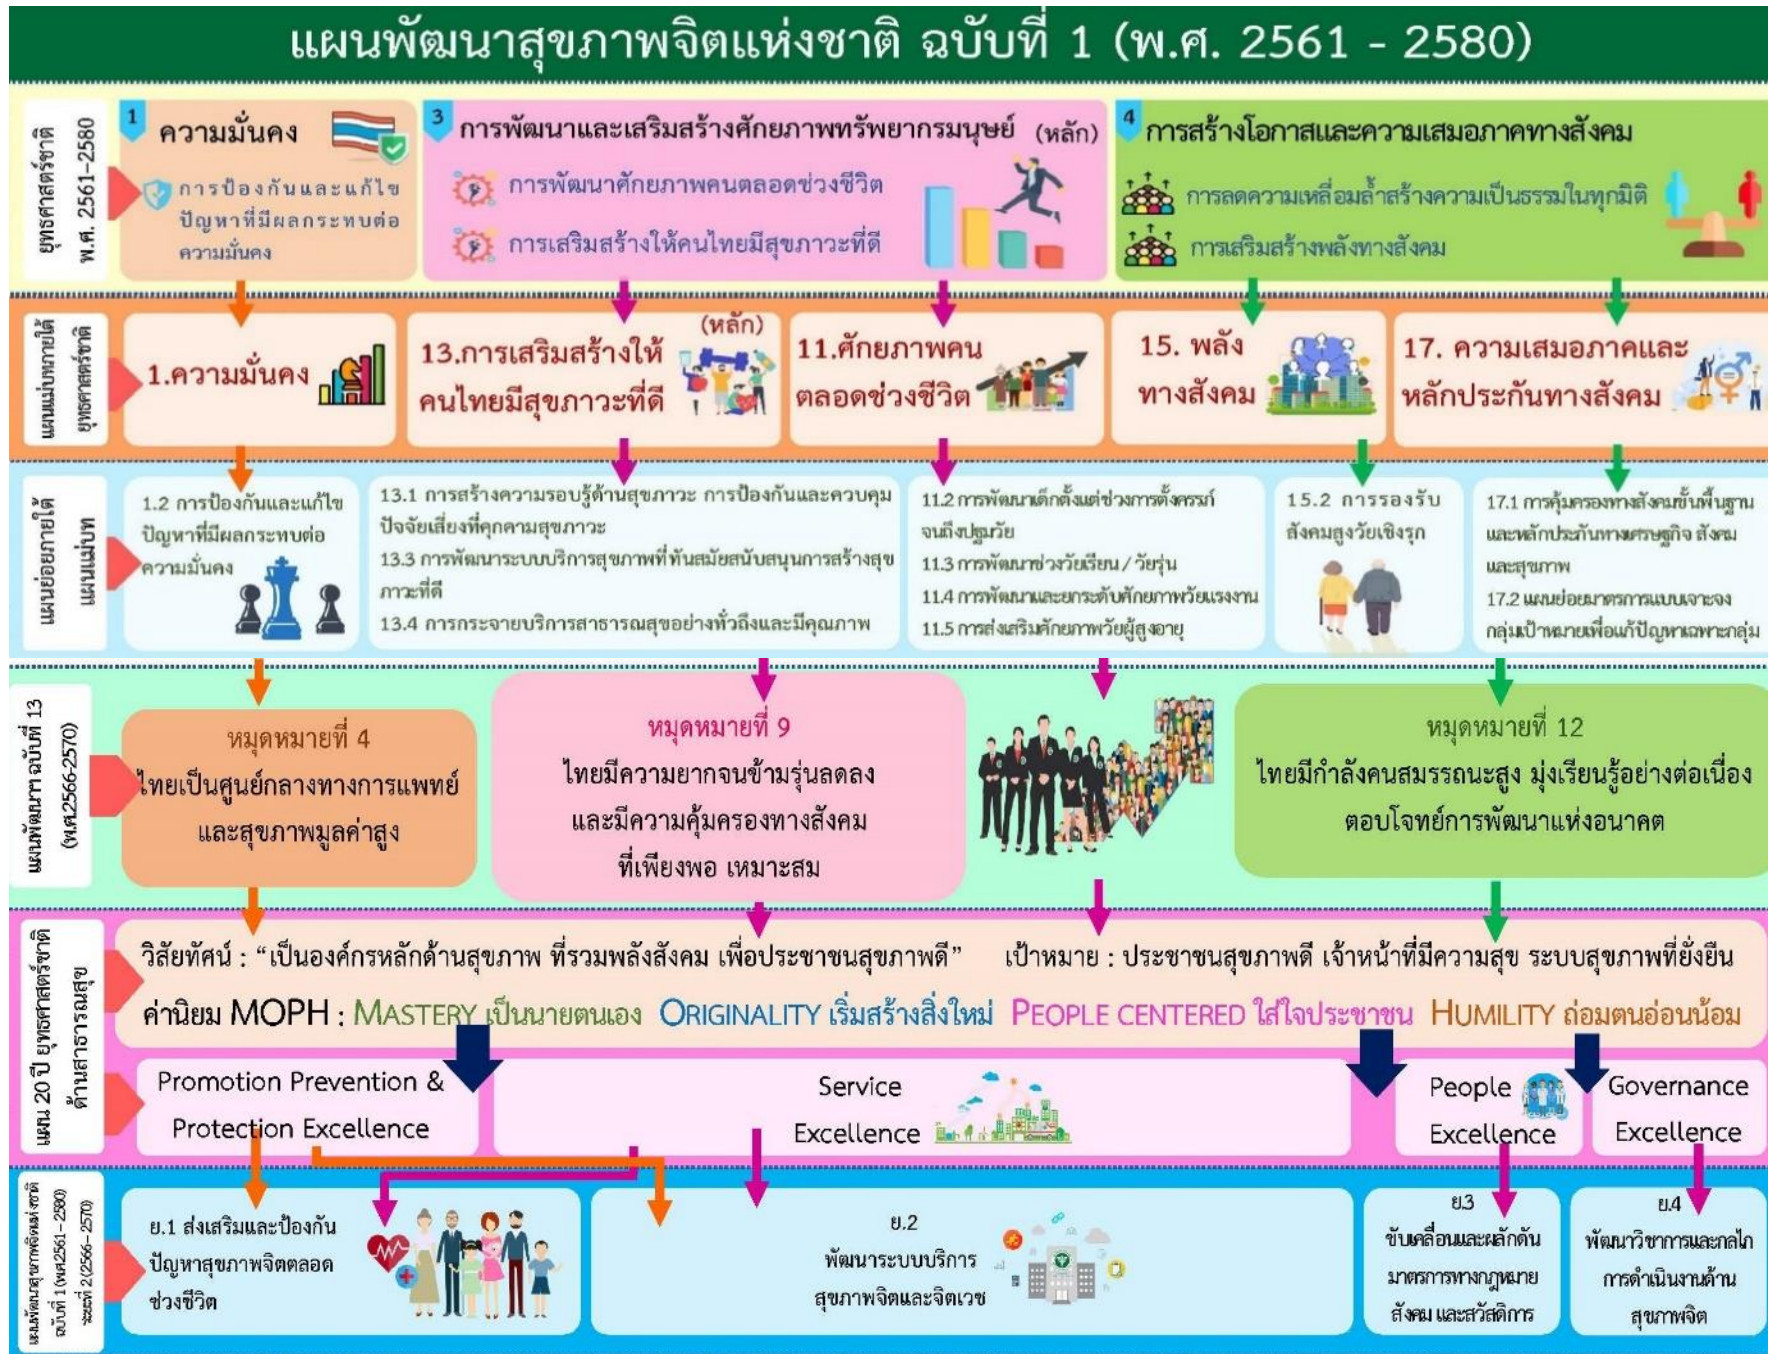 แผนพัฒนาสุขภาพจิตแห่งชาติ ฉบับที่ 1 (พ.ศ. 2561 - 2580)
ยุทธศาสตร์ชาติ
พ.ศ. 2561-2580
1
ความมั่นคง
การป้องกันและแก้ไข
ปัญหาที่มีผลกระทบต่อ
ความมั่นคง
3
การพัฒนาและเสริมสร้างศักยภาพทรัพยากรมนุษย์ (หลัก)
การพัฒนาศักยภาพคนตลอดช่วงชีวิต
การเสริมสร้างให้คนไทยมีสุขภาวะที่ดี
4
การสร้างโอกาสและความเสมอภาคทางสังคม
การลดความเหลื่อมล้ำสร้างความเป็นธรรมในทุกมิติ
การเสริมสร้างพลังทางสังคม
แผนแม่บทภายใต้
ยุทธศาสตร์ชาติ
1.ความมั่นคง
(หลัก)
13.การเสริมสร้างให้
คนไทยมีสุขภาวะที่ดี
11.ศักยภาพคน
ตลอดช่วงชีวิต
15. พลัง
ทางสังคม
17. ความเสมอภาคและ
หลักประกันทางสังคม
แผนย่อยภายใต้
แผนแม่บท
1.2 การป้องกันและแก้ไข
ปัญหาที่มีผลกระทบต่อ
ความมั่นคง
13.1 การสร้างความรอบรู้ด้านสุขภาวะ การป้องกันและควบคุม
ปัจจัยเสี่ยงที่คุกคามสุขภาวะ
13.3 การพัฒนาระบบบริการสุขภาพที่ทันสมัยสนับสนุนการสร้างสุข
ภาวะที่ดี
13.4 การกระจายบริการสาธารณสุขอย่างทั่วถึงและมีคุณภาพ
11.2 การพัฒนาเด็กตั้งแต่ช่วงการตั้งครรภ์
จนถึงปฐมวัย
11.3 การพัฒนาช่วงวัยเรียน / วัยรุ่น
11.4 การพัฒนาและยกระดับศักยภาพวัยแรงงาน
11.5 การส่งเสริมศักยภาพวัยผู้สูงอายุ
15.2 การรองรับ
สังคมสูงวัยเชิงรุก
17.1 การคุ้มครองทางสังคมขั้นพื้นฐาน
และหลักประกันทางเศรษฐกิจ สังคม
และสุขภาพ
17.2 แผนย่อยมาตรการแบบเจาะจง
กลุ่มเป้าหมายเพื่อแก้ปัญหาเฉพาะกลุ่ม
แผนพัฒนาฯ ฉบับที่ 13
(พ.ศ.2566-2570)
หมุดหมายที่ 4
ไทยเป็นศูนย์กลางทางการแพทย์
และสุขภาพมูลค่าสูง
หมุดหมายที่ 9
ไทยมีความยากจนข้ามรุ่นลดลง
และมีความคุ้มครองทางสังคม
ที่เพียงพอ เหมาะสม
หมุดหมายที่ 12
ไทยมีกำลังคนสมรรถนะสูง มุ่งเรียนรู้อย่างต่อเนื่อง
ตอบโจทย์การพัฒนาแห่งอนาคต
แผน 20 ปี ยุทธศาสตร์ชาติ
ด้านสาธารณสุข
วิสัยทัศน์ : “เป็นองค์กรหลักด้านสุขภาพ ที่รวมพลังสังคม เพื่อประชาชนสุขภาพดี” เป้าหมาย : ประชาชนสุขภาพดี เจ้าหน้าที่มีความสุข ระบบสุขภาพที่ยั่งยืน
ค่านิยม MOPH : MASTERY เป็นนายตนเอง ORIGINALITY เริ่มสร้างสิ่งใหม่ PEOPLE CENTERED ใส่ใจประชาชน HUMILITY ถ่อมตนอ่อนน้อม
Promotion Prevention &
Protection Excellence
Service
Excellence
People
Excellence
Governance
Excellence
แผนพัฒนาสุขภาพจิตแห่งชาติ
ฉบับที่ 1 (พ.ศ.2561 – 2580)
ระยะที่ 2 (2566 – 2570)
ย.1 ส่งเสริมและป้องกัน
ปัญหาสุขภาพจิตตลอด
ช่วงชีวิต
ย.2
พัฒนาระบบบริการ
สุขภาพจิตและจิตเวช
ย.3
ขับเคลื่อนและผลักดัน
มาตรการทางกฎหมาย
สังคม และสวัสดิการ
ย.4
พัฒนาวิชาการและกลไก
การดำเนินงานด้าน
สุขภาพจิต